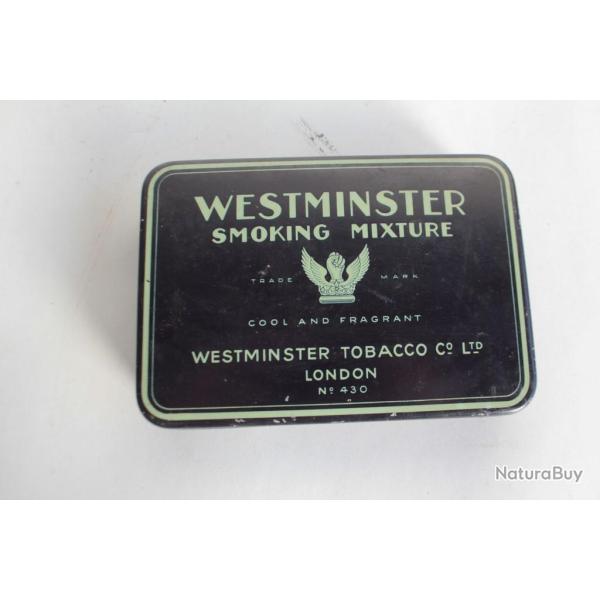 WESTMINSTER
SMOKING MIXTURE
TRADE MARK
COOL AND FRAGRANT
WESTMINSTER TOBACCO Cº LTD
LONDON
Nº 430
NaturaBuy